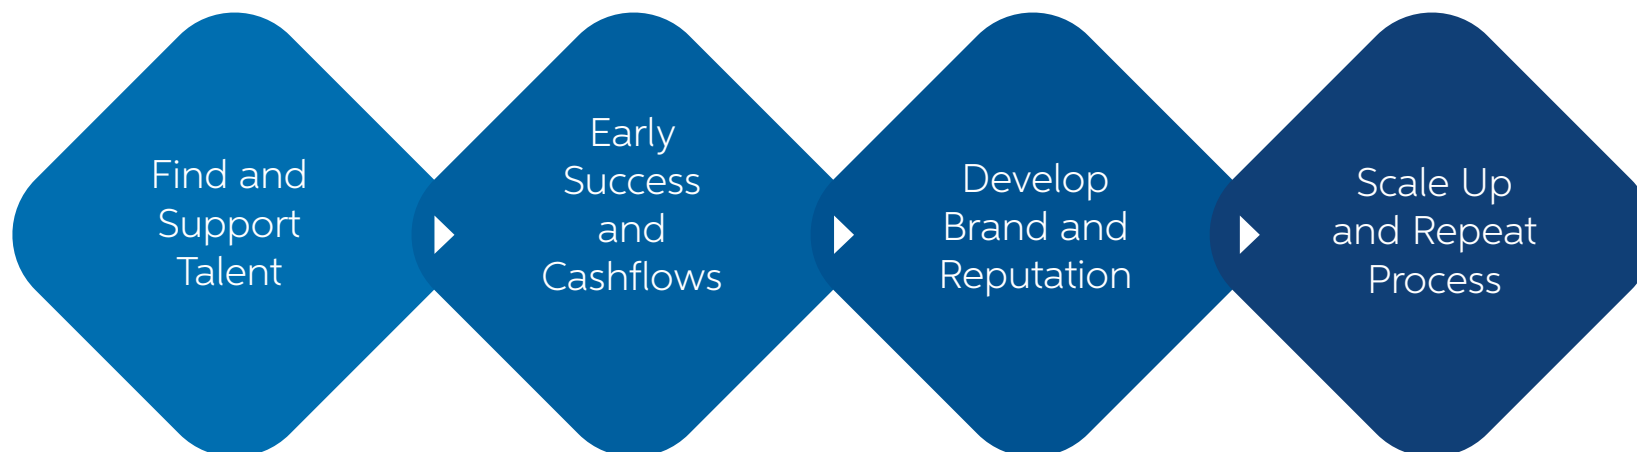 Find and
Support
Talent
Early
Success
and
Cashflows
Develop
Brand and
Reputation
Scale Up
and Repeat
Process